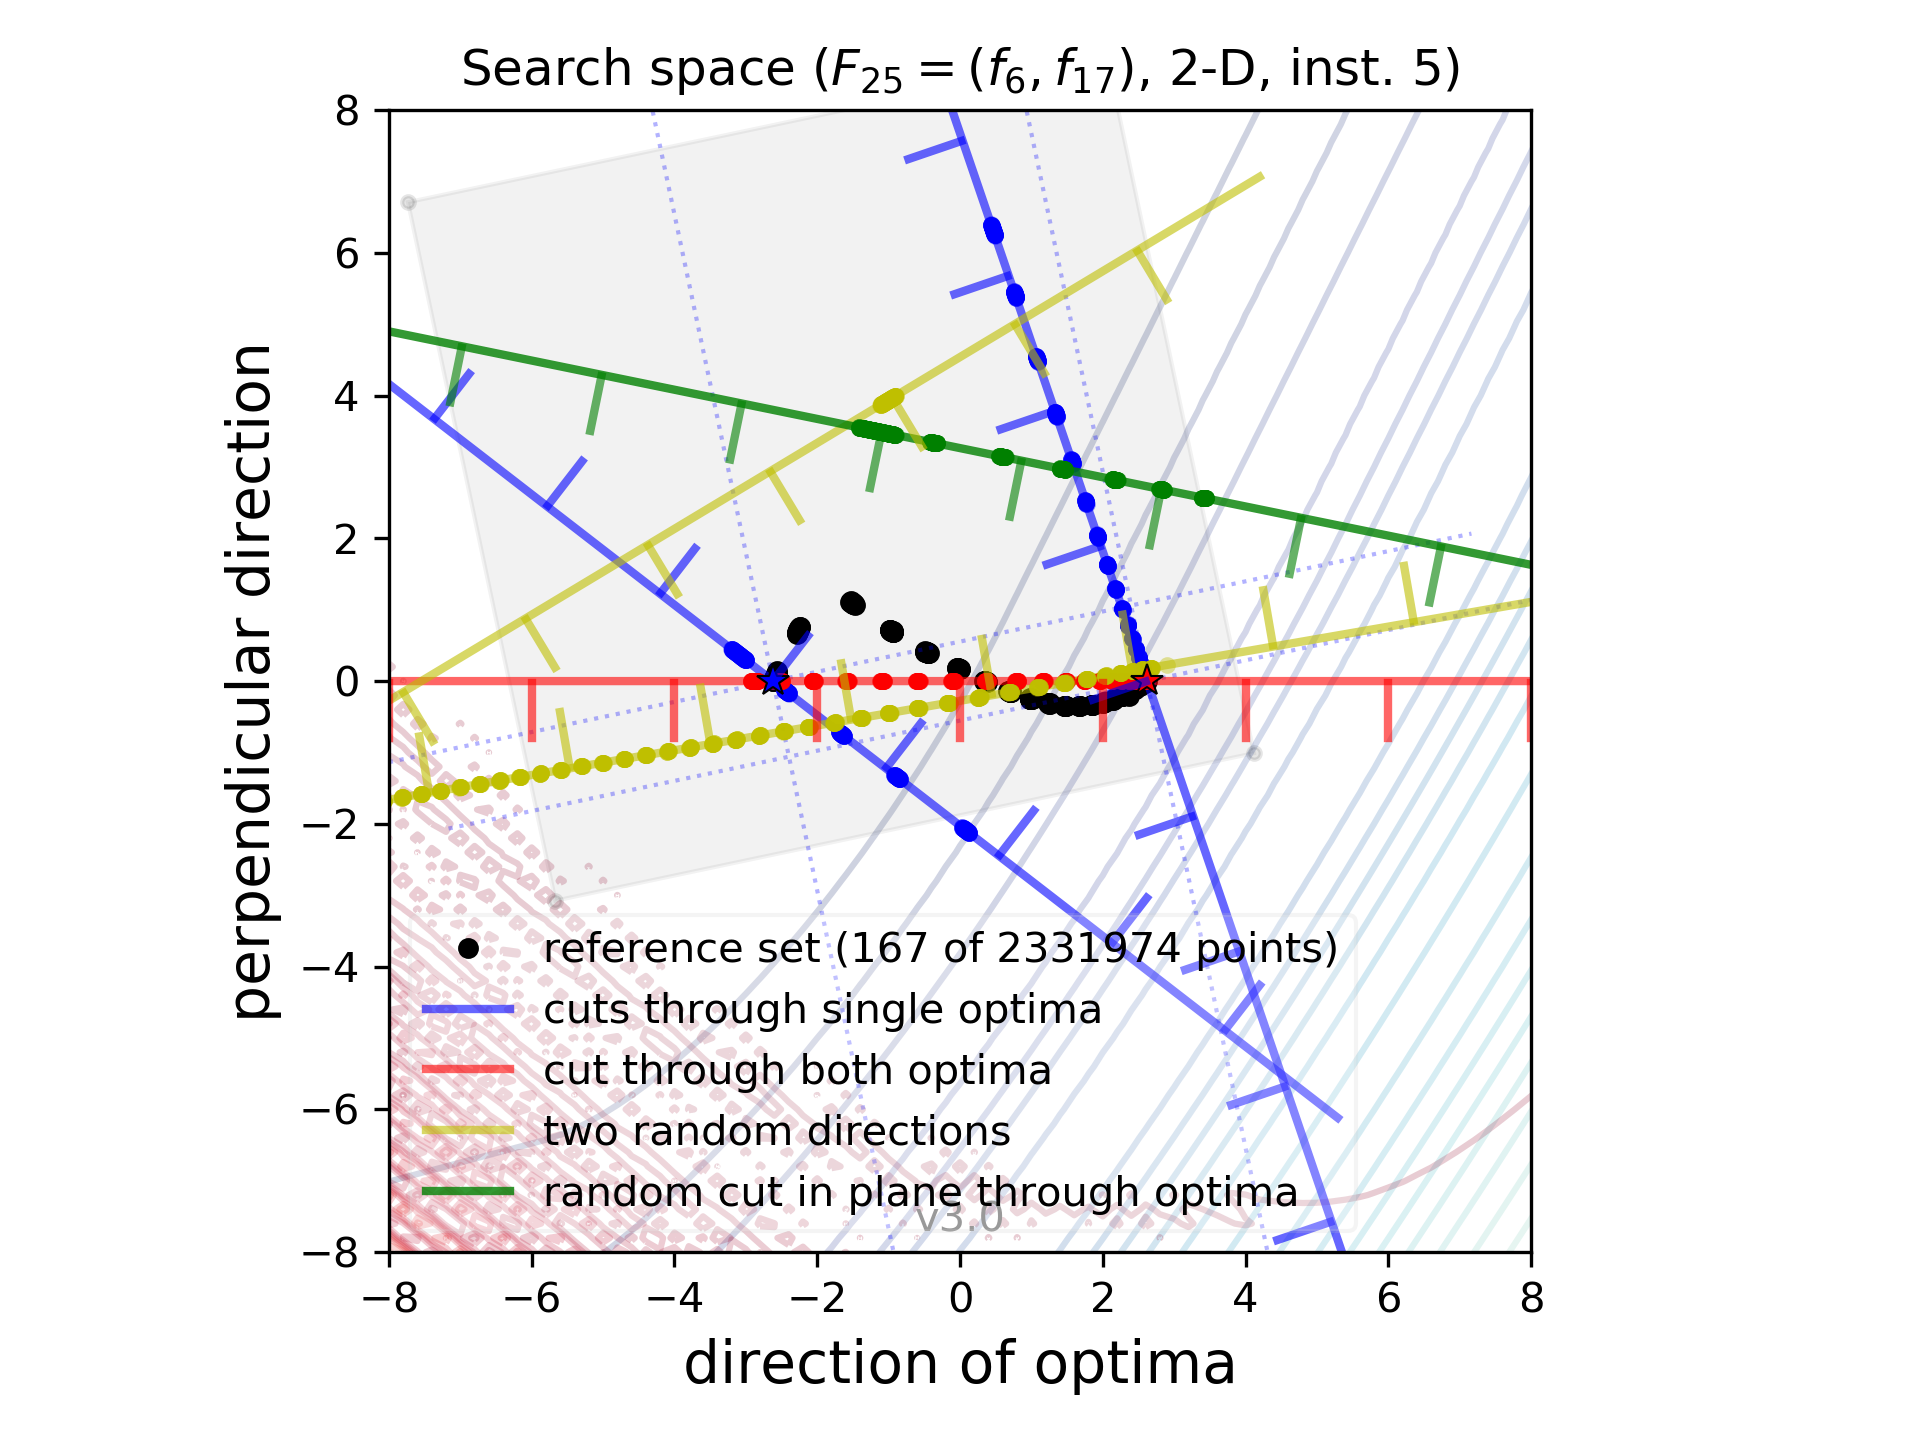 Search space (F25 = (f6, f17), 2-D, inst. 5)
8
6
4
2
0
−2
−4
−6
−8
perpendicular direction
reference set (167 of 2331974 points)
cuts through single optima
cut through both optima
two random directions
random cut in plane through optima
v3.0
−8 −6 −4 −2 0 2 4 6 8
direction of optima